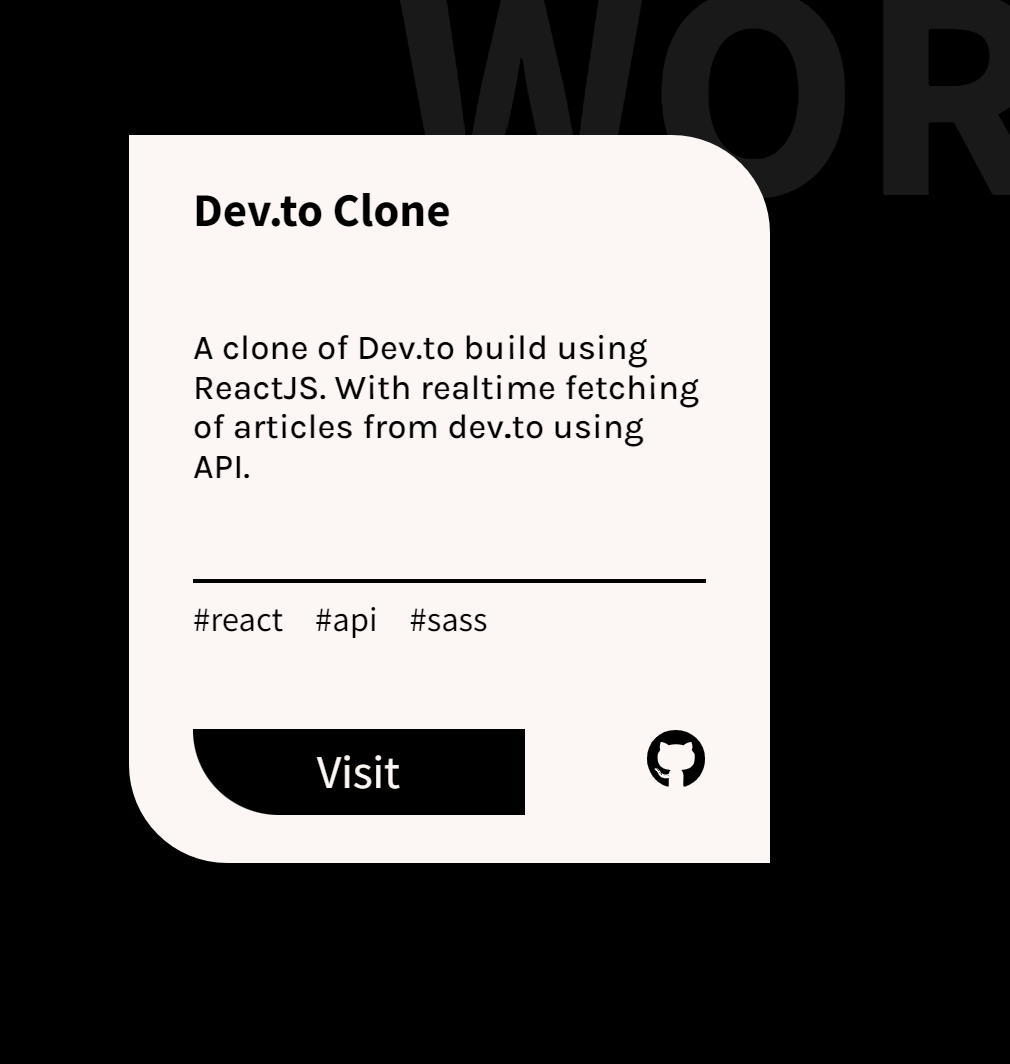 WOR
Dev.to Clone
A clone of Dev.to build using
ReactJS. With realtime fetching
of articles from dev.to using
API.
#react #api #sass
Visit